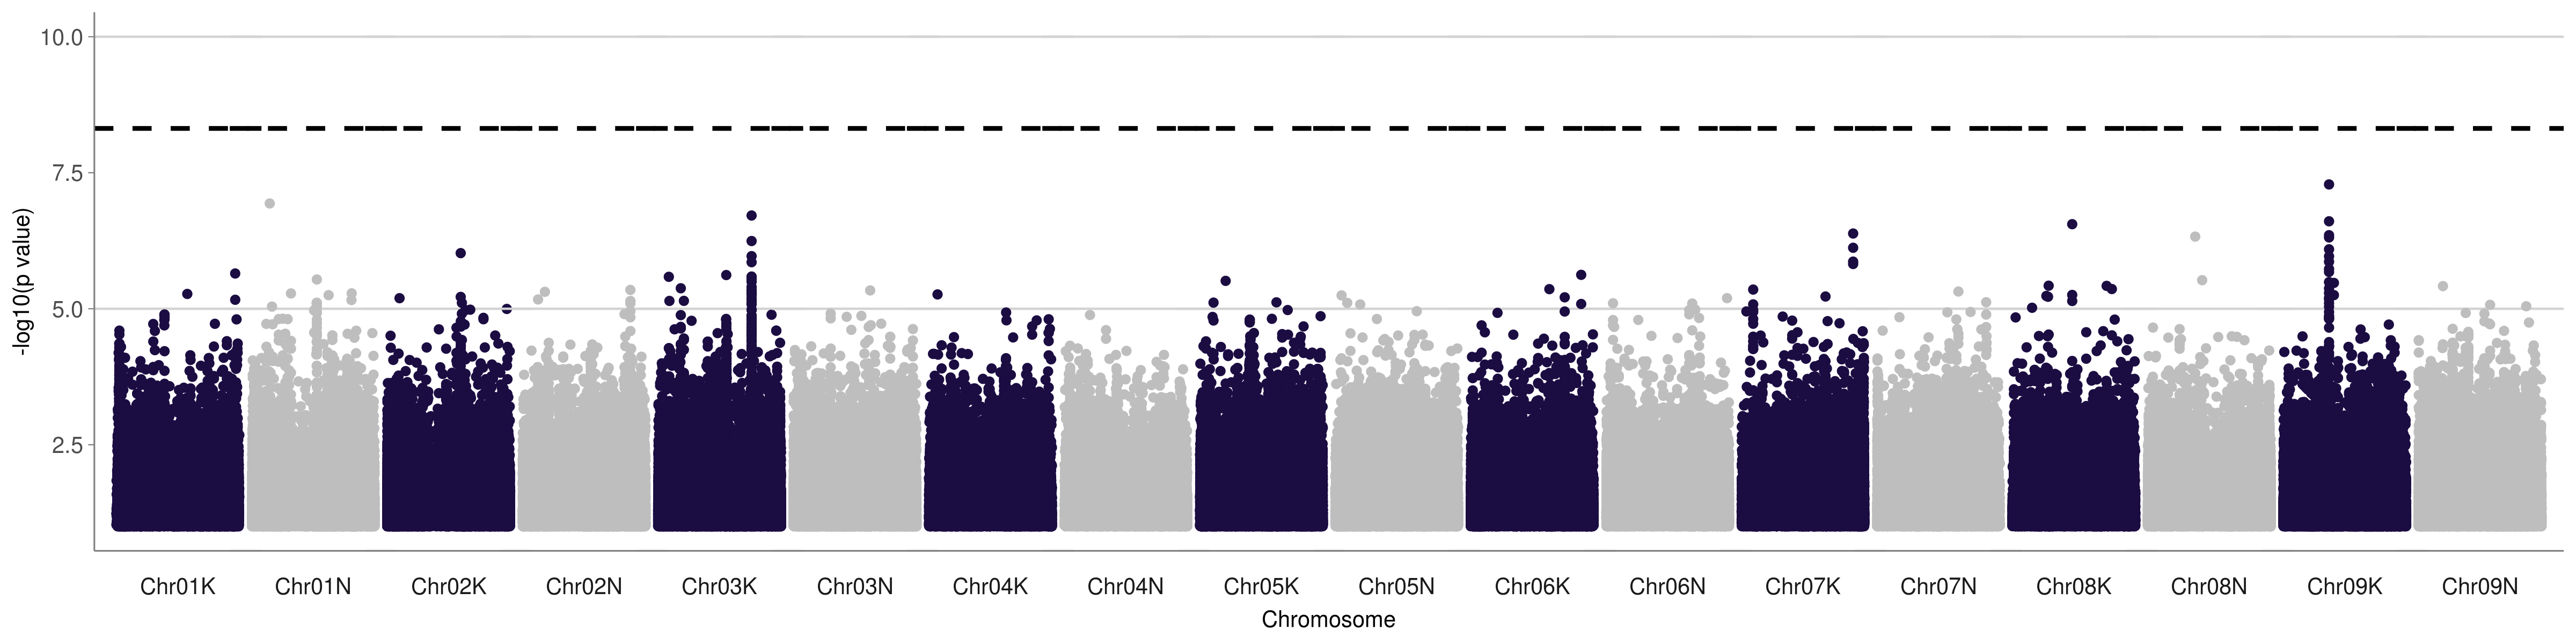 -log10(p value)
10.0
7.5
5.0
2.5
Chr01K Chr01N Chr02K Chr02N Chr03K Chr03N Chr04K Chr04N Chr05K Chr05N Chr06K Chr06N Chr07K Chr07N Chr08K Chr08N Chr09K Chr09N
Chromosome